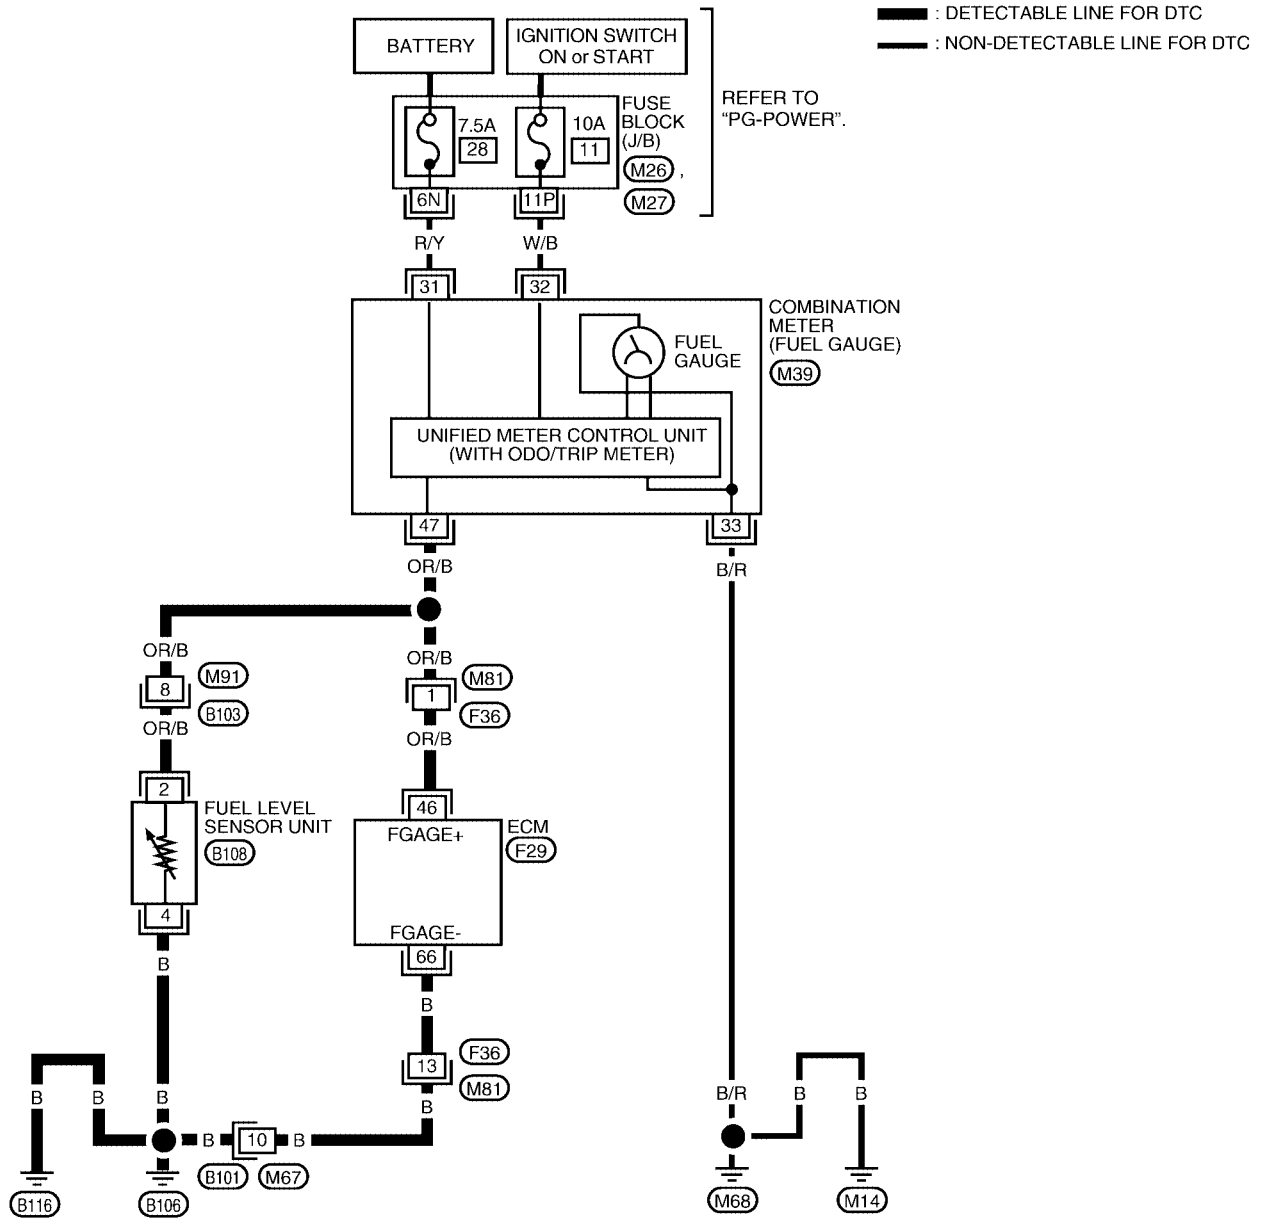 : DETECTABLE LINE FOR DTC
: NON-DETECTABLE LINE FOR DTC
BATTERY
IGNITION SWITCH
ON or START
REFER TO
"PG-POWER".
7.5A
28
10A
11
FUSE
BLOCK
(J/B)
M26 ,
M27
6N
11P
R/Y
W/B
31
32
COMBINATION
METER
(FUEL GAUGE)
M39
FUEL
GAUGE
UNIFIED METER CONTROL UNIT
(WITH ODO/TRIP METER)
47
33
OR/B
B/R
OR/B
OR/B
8
M91
B103
1
M81
F36
OR/B
OR/B
2
FUEL LEVEL
SENSOR UNIT
B108
4
46
FGAGE+
ECM
F29
FGAGE-
66
B
B
13
F36
M81
B
B
B
B
B
10
B
B101
M67
B116
B106
B/R
B
B
M68
M14